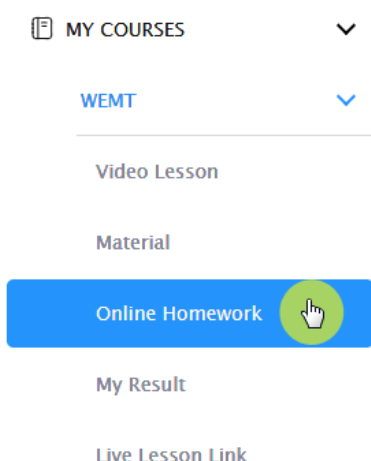 MY COURSES
WEMT
Video Lesson
Material
Online Homework
My Result
Live Lesson Link